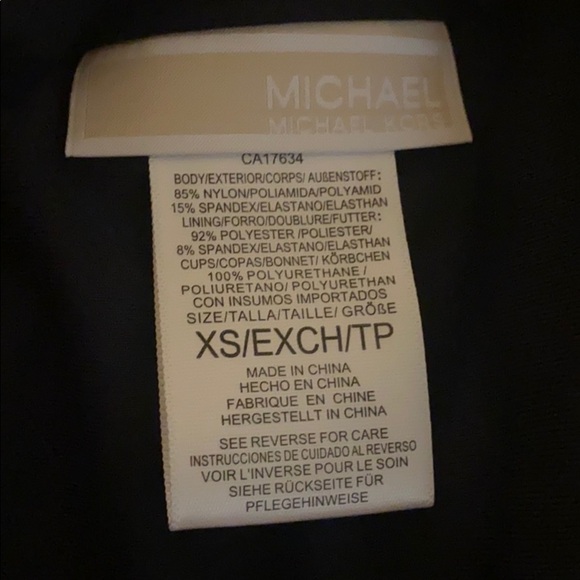 MICHAEL
MICHAEL KORS
CA17634
BODY/EXTERIOR/CORPS/ AUßENSTOFF:
85% NYLON/POLIAMIDA/POLYAMID
15% SPANDEX/ELASTANO/ELASTHAN
LINING/FORRO/DOUBLURE/FUTTER:
92% POLYESTER /POLIESTER/
8% SPANDEX/ELASTANO/ELASTHAN
CUPS/COPAS/BONNET/ KÖRBCHEN
100% POLYURETHANE /
POLIURETANO/ POLYURETHAN
CON INSUMOS IMPORTADOS
SIZE/TALLA/TAILLE/ GRÖßE
XS/EXCH/TP
MADE IN CHINA
HECHO EN CHINA
FABRIQUE EN CHINE
HERGESTELLT IN CHINA
SEE REVERSE FOR CARE
INSTRUCCIONES DE CUIDADO AL REVERSO
VOIR L'INVERSE POUR LE SOIN
SIEHE RÜCKSEITE FÜR
PFLEGEHINWEISE